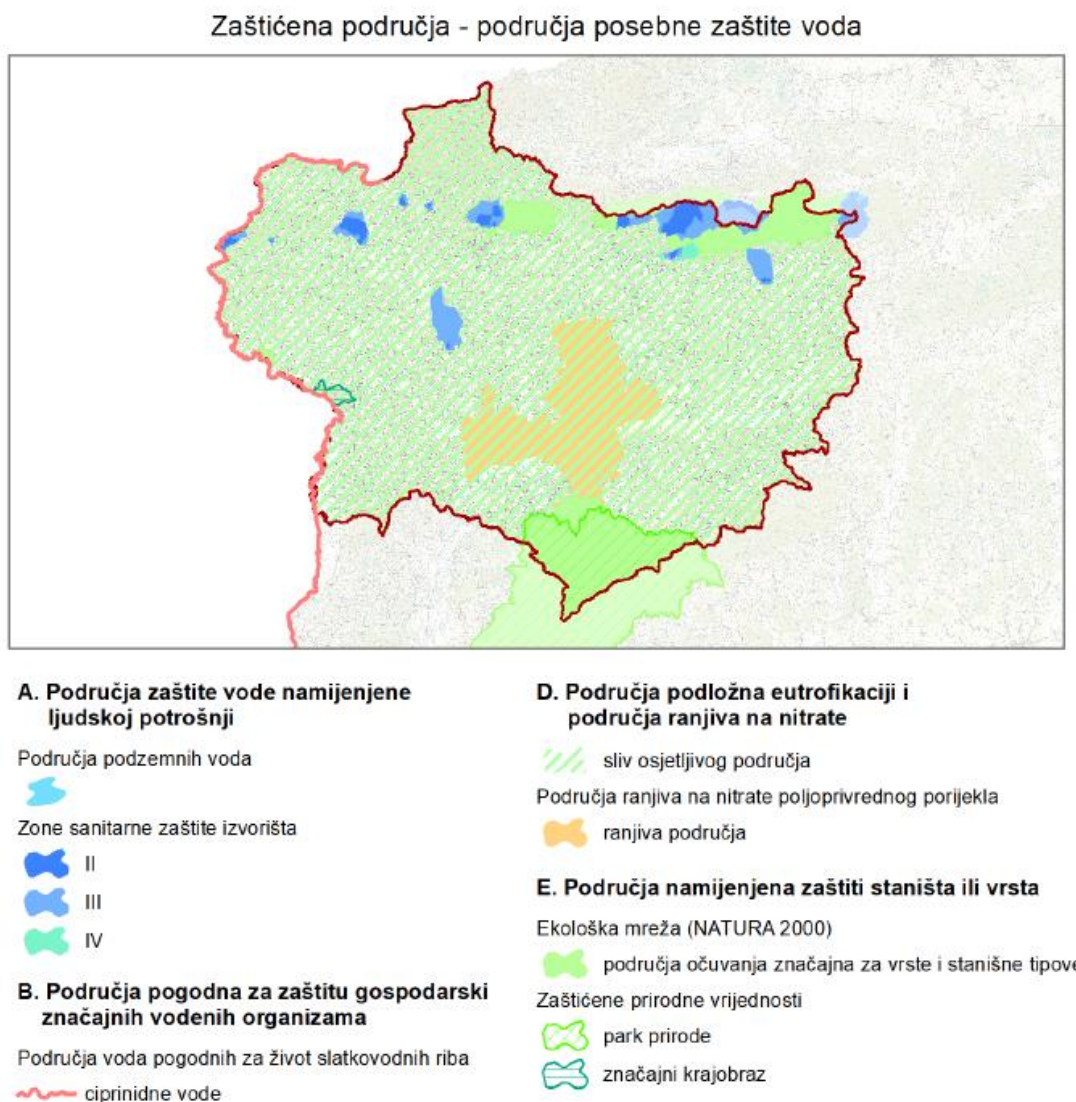 Zaštićena područja - područja posebne zaštite voda
A. Područja zaštite vode namijenjene
ljudskoj potrošnji
Područja podzemnih voda
Zone sanitarne zaštite izvorišta
II
III
IV
B. Područja pogodna za zaštitu gospodarski
značajnih vodenih organizama
Područja voda pogodnih za život slatkovodnih riba
ciprinidne vode
D. Područja podložna eutrofikaciji i
područja ranjiva na nitrate
sliv osjetljivog područja
Područja ranjiva na nitrate poljoprivrednog porijekla
ranjiva područja
E. Područja namijenjena zaštiti staništa ili vrsta
Ekološka mreža (NATURA 2000)
područja očuvanja značajna za vrste i stanišne tipove
Zaštićene prirodne vrijednosti
park prirode
značajni krajobraz